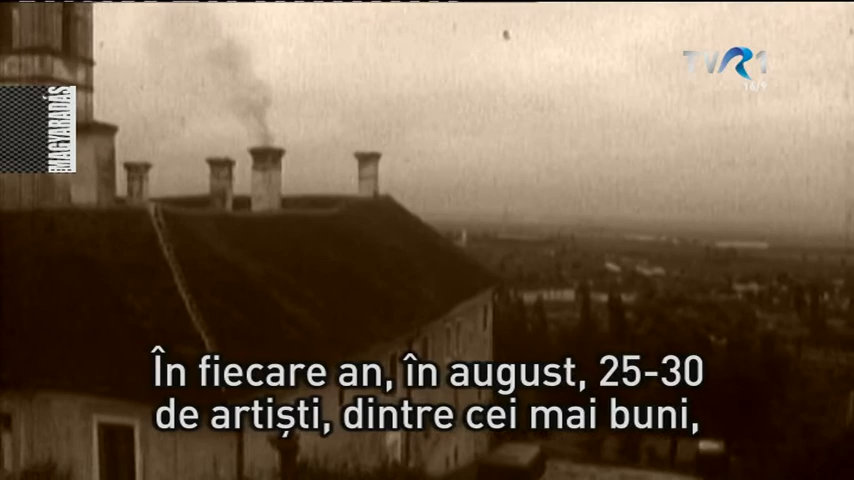 TVR1
16/9
MAGYARADÁS
În fiecare an, în august, 25-30
de artiști, dintre cei mai buni,